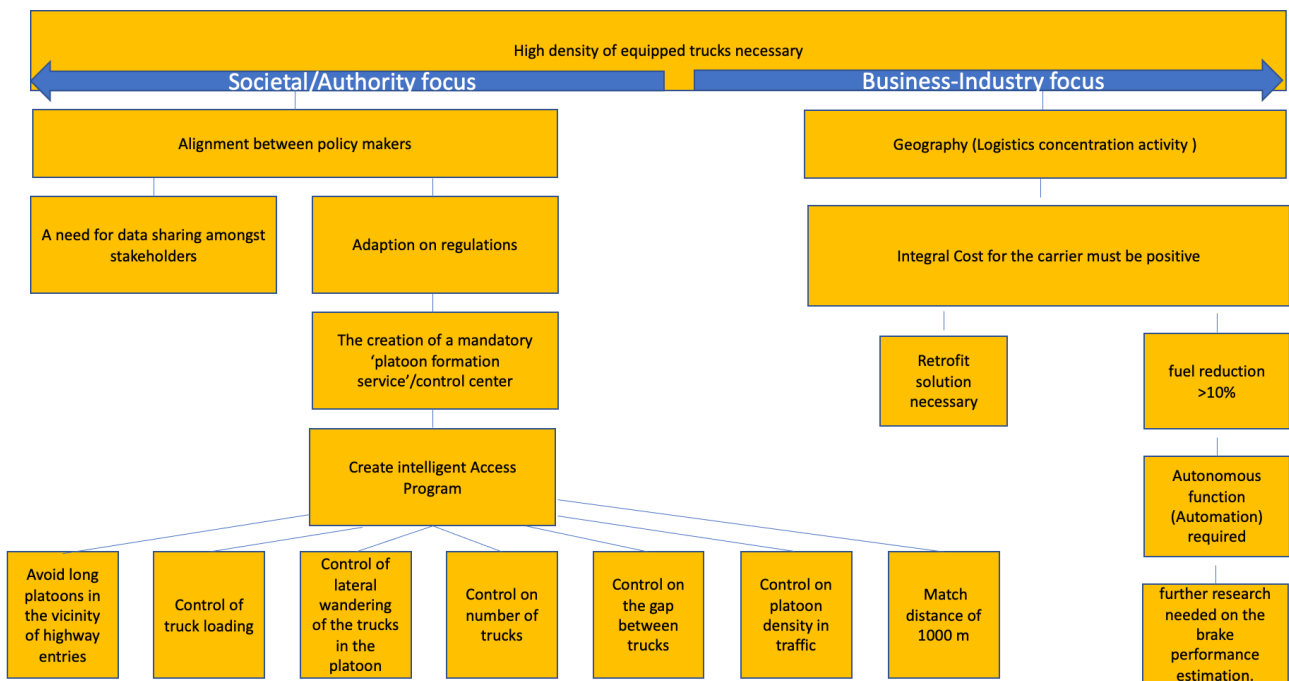 High density of equipped trucks necessary
Societal/Authority focus
Business-Industry focus
Alignment between policy makers
Geography (Logistics concentration activity )
A need for data sharing amongst
stakeholders
Adaption on regulations
Integral Cost for the carrier must be positive
The creation of a mandatory
‘platoon formation
service’/control center
Retrofit
solution
necessary
fuel reduction
>10%
Create intelligent Access
Program
Autonomous
function
(Automation)
required
Avoid long
platoons in
the vicinity
of highway
entries
Control of
truck loading
Control of
lateral
wandering
of the trucks
in the
platoon
Control on
number of
trucks
Control on
the gap
between
trucks
Control on
platoon
density in
traffic
Match
distance of
1000 m
further research
needed on the
brake
performance
estimation.